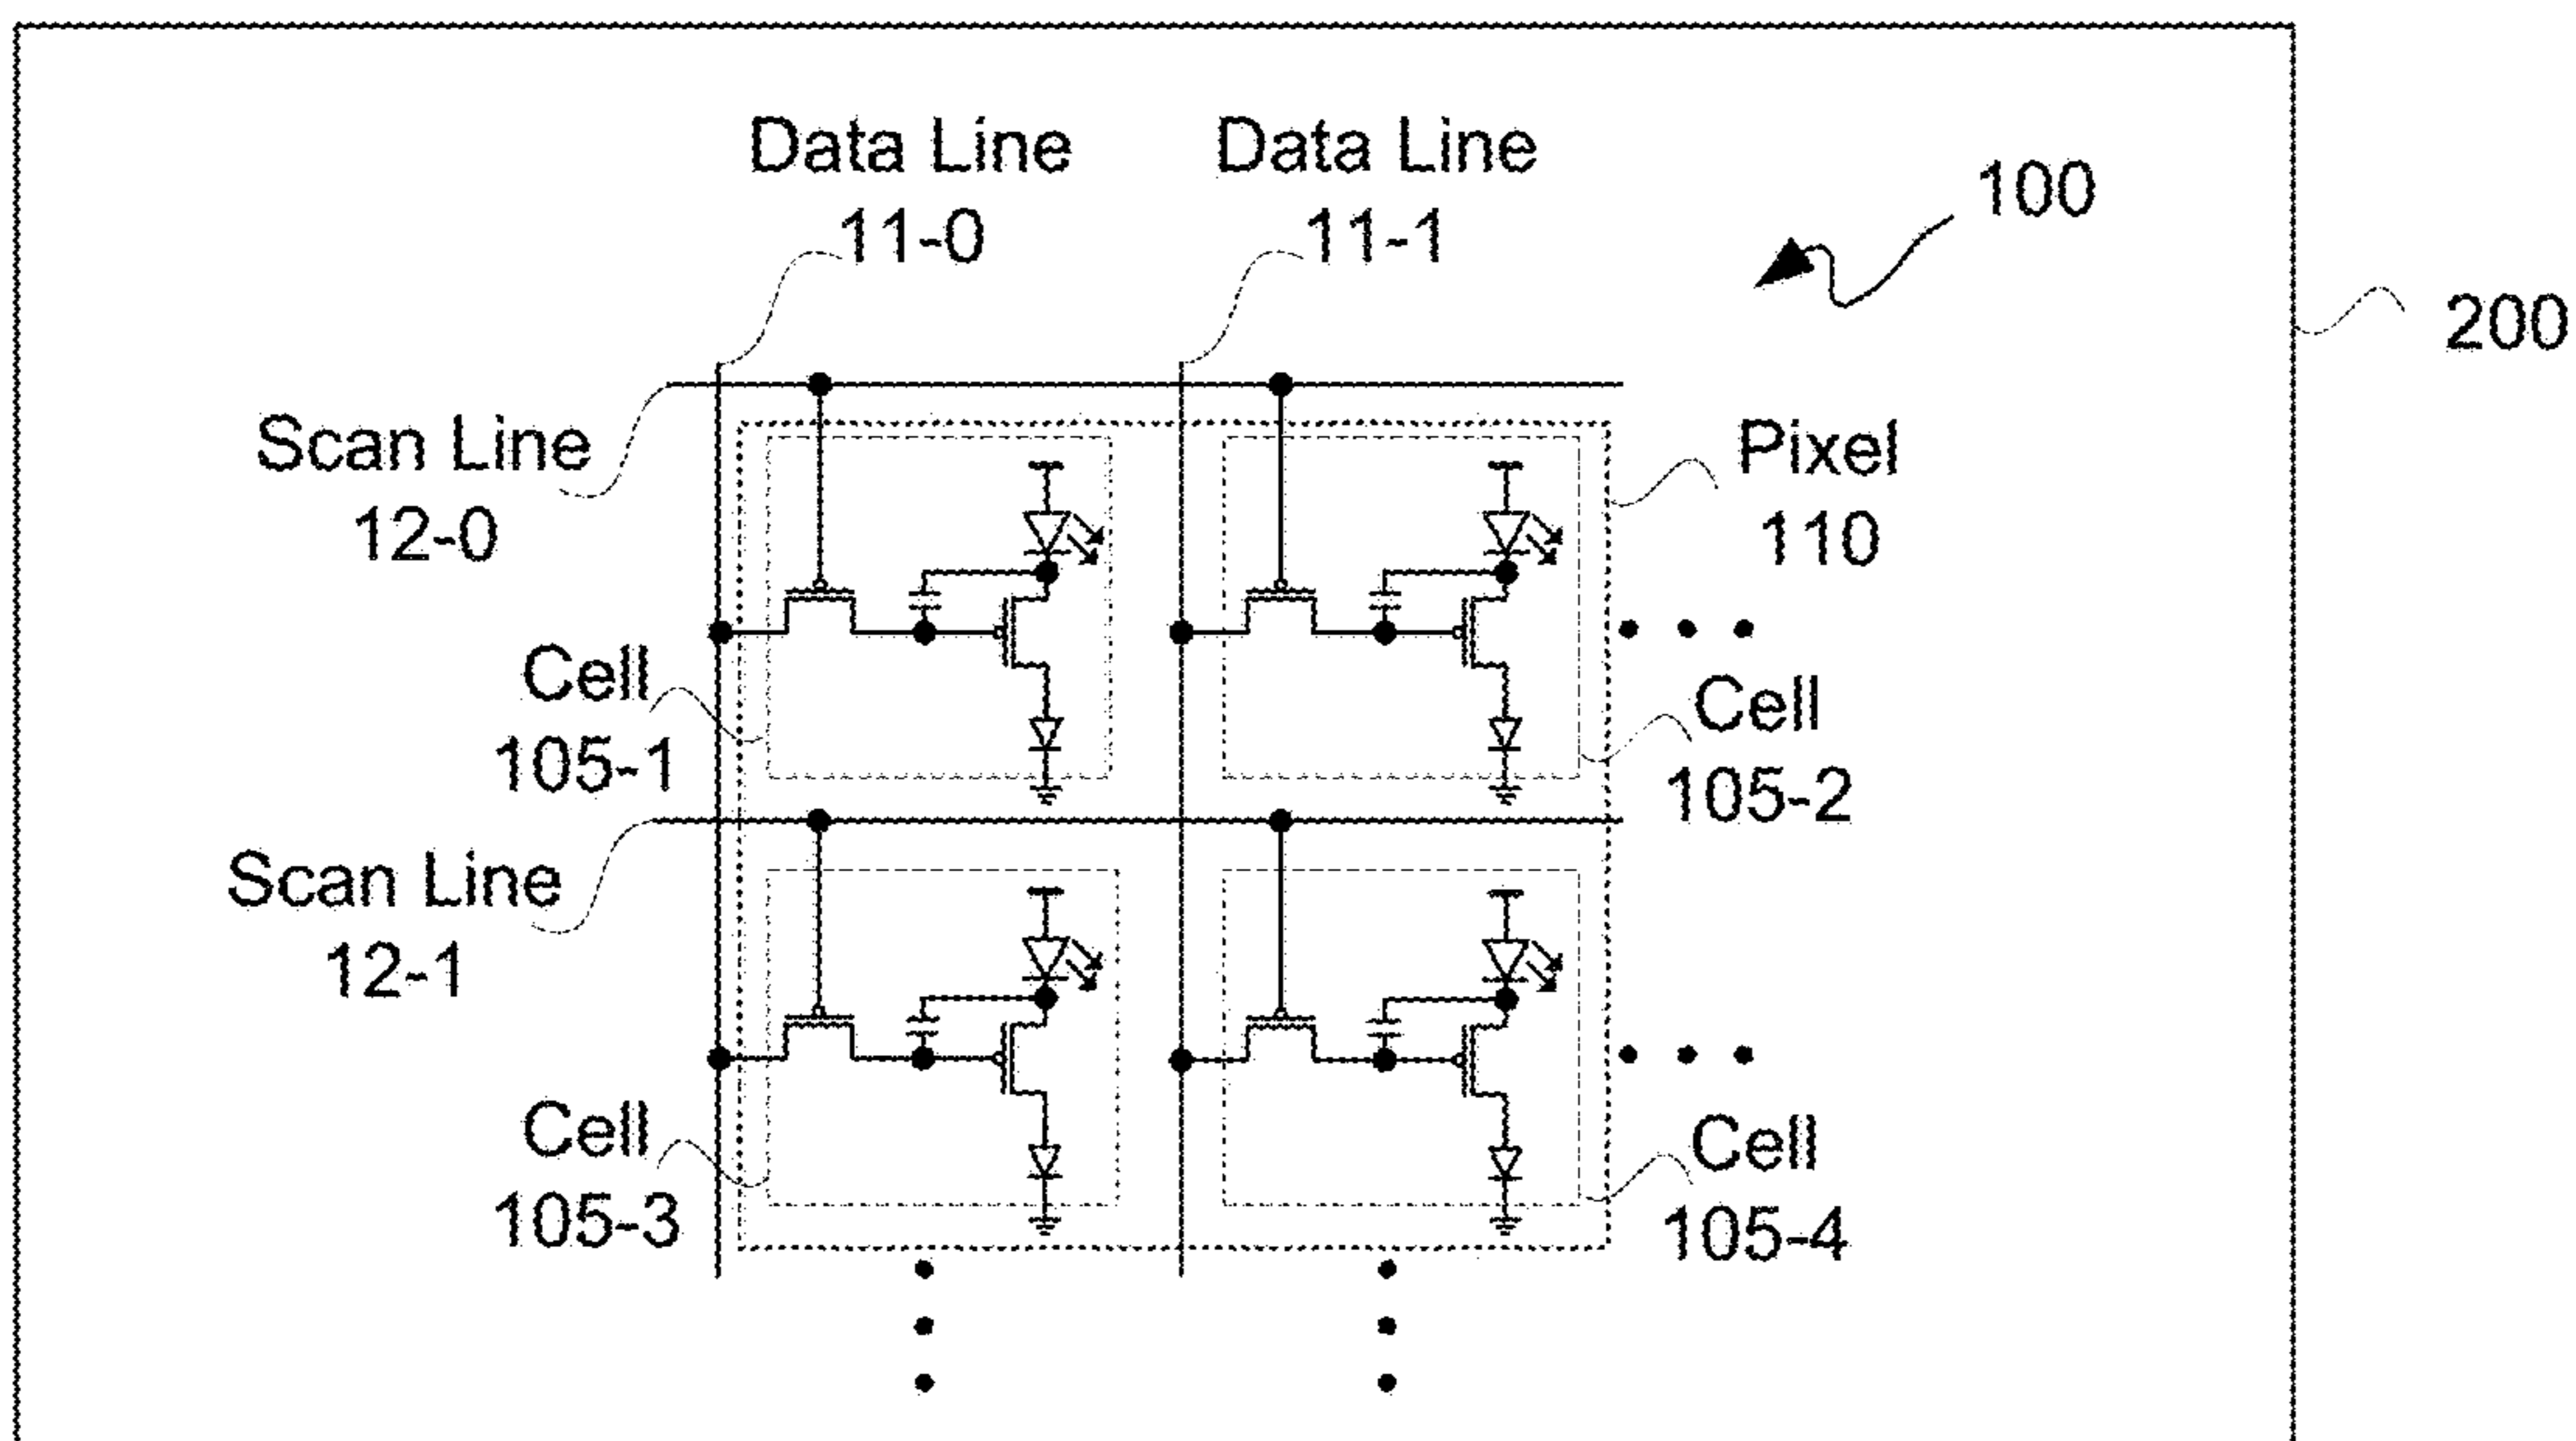 Data Line
11-0
Data Line
11-1
100
200
Scan Line
12-0
Pixel
110
Cell
105-1
Cell
105-2
Scan Line
12-1
Cell
105-3
Cell
105-4